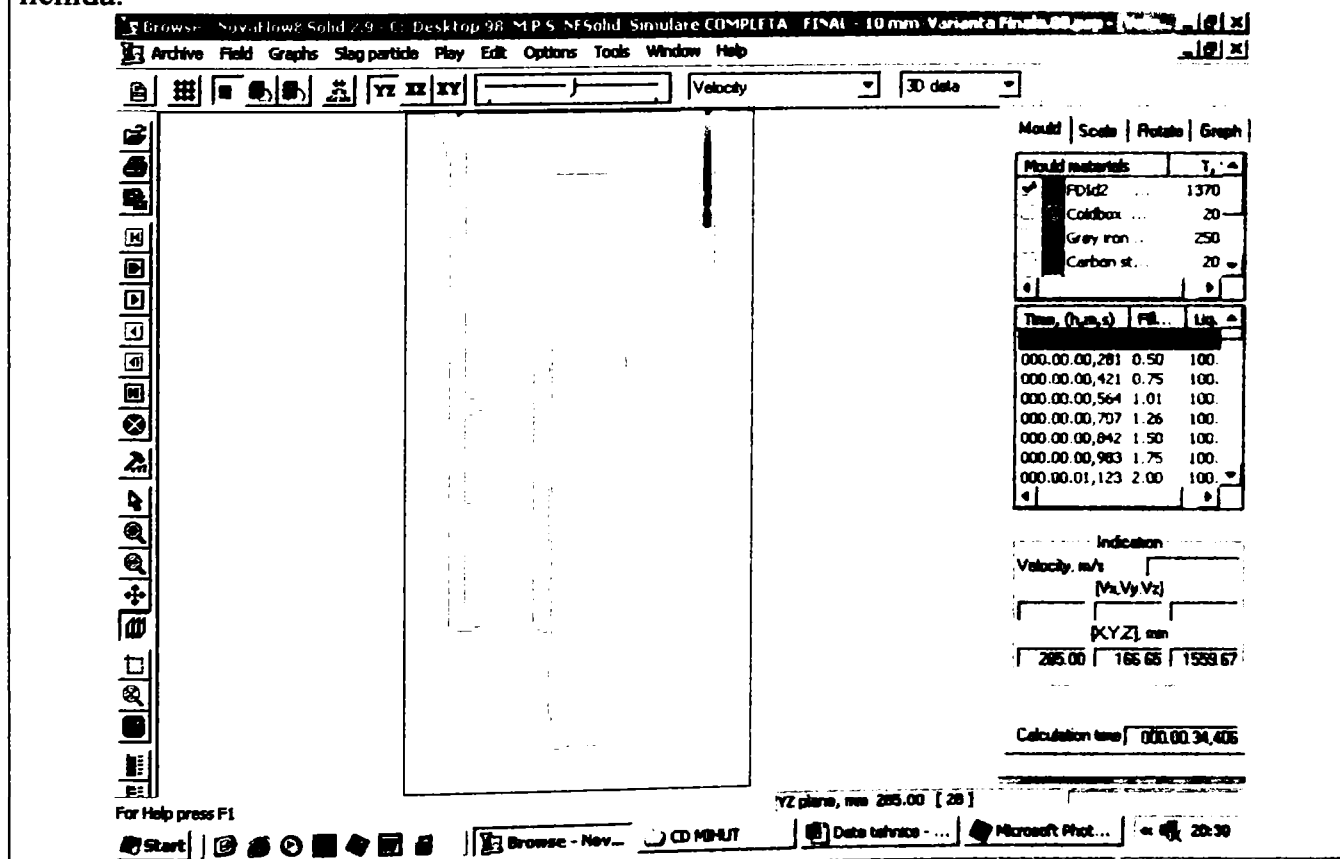 Browse - NovaFlow&Solid 2.9 - C: Desktop 98 M.P.S NFSolid Simulare COMPLETA FINAL - 10 mm Varianta
Archive Field Graphs Slag particle Play Edit Options Tools Window Help
YZ XZ XY Velocity 3D data
Mould Scale Rotate Graph
Mould materials T,
FDId2 ... 1370
Coldbox ... 20
Grey iron ... 250
Carbon st... 20
Time, (h,m,s) Fill... Liq.
000.00.00,281 0.50 100.
000.00.00,421 0.75 100.
000.00.00,564 1.01 100.
000.00.00,707 1.26 100.
000.00.00,842 1.50 100.
000.00.00,983 1.75 100.
000.00.01,123 2.00 100.
Indication
Velocity, m/s
[Vx,Vy,Vz]
[X,Y,Z], mm
285.00 166.65 1559.67
Calculation time 000.00.34,406
YZ plane, mm 285.00 [ 28 ]
For Help press F1
Start Browse - Nov... CD MIHUT Date tehnice - ... Microsoft Phot... « 20:30